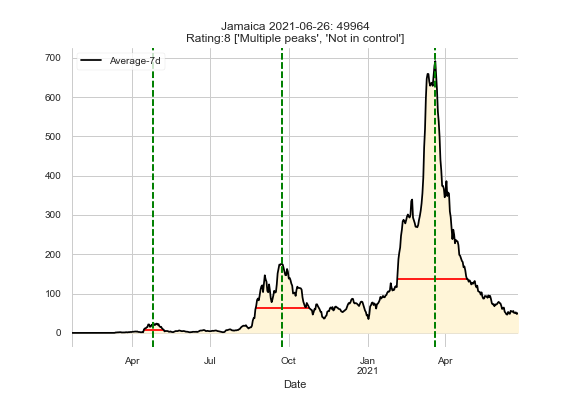 Jamaica 2021-06-26: 49964
Rating:8 ['Multiple peaks', 'Not in control']
Average-7d
700
600
500
400
300
200
100
0
Apr
Jul
Oct
Jan
2021
Apr
Date